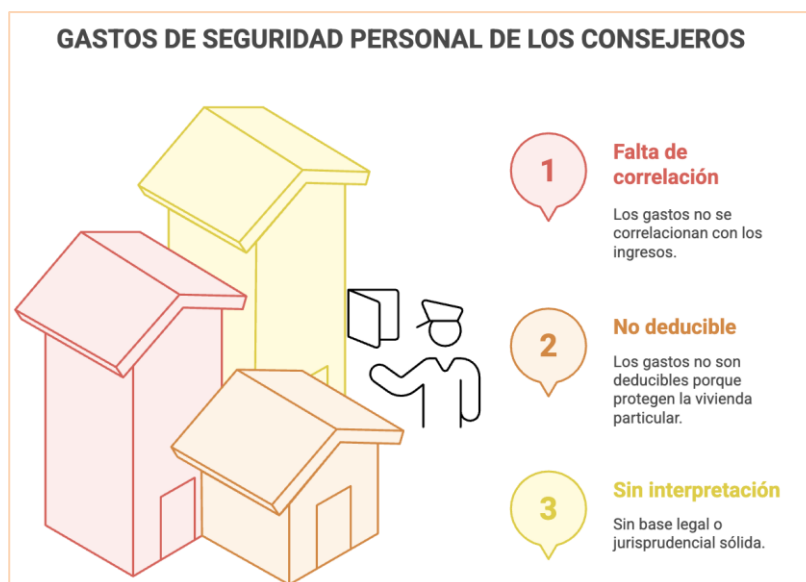 GASTOS DE SEGURIDAD PERSONAL DE LOS CONSEJEROS
1
Falta de
correlación
Los gastos no se
correlacionan con los
ingresos.
2
No deducible
Los gastos no son
deducibles porque
protegen la vivienda
particular.
3
Sin interpretación
Sin base legal o
jurisprudencial sólida.